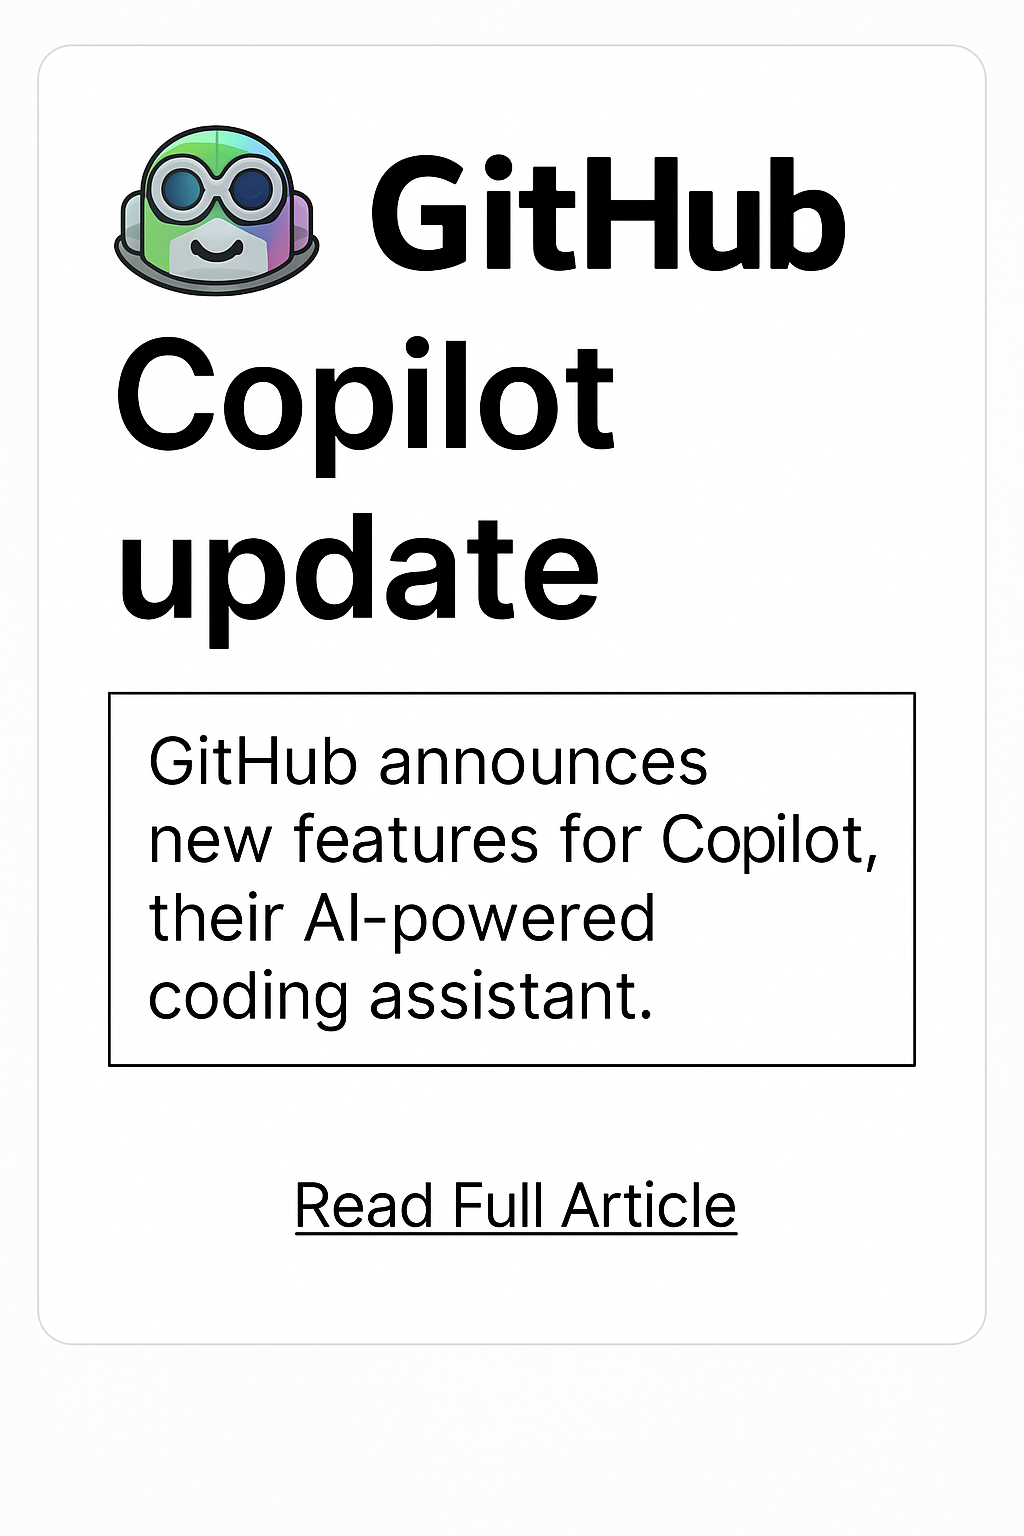 GitHub
Copilot
update
GitHub announces
new features for Copilot,
their AI-powered
coding assistant.
Read Full Article